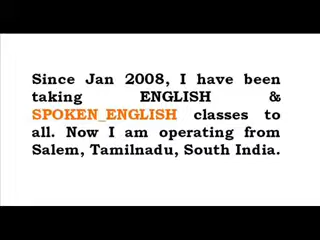 Since Jan 2008, I have been
taking ENGLISH &
SPOKEN_ENGLISH classes to
all. Now I am operating from
Salem, Tamilnadu, South India.